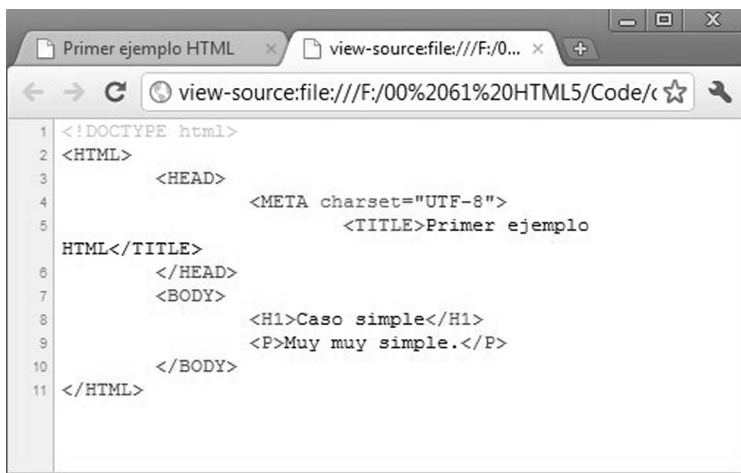 Primer ejemplo HTML
view-source:file:///F:/0...
view-source:file:///F:/00%2061%20HTML5/Code/c
1 <!DOCTYPE html>
2 <HTML>
3 <HEAD>
4 <META charset="UTF-8">
5 <TITLE>Primer ejemplo
HTML</TITLE>
6 </HEAD>
7 <BODY>
8 <H1>Caso simple</H1>
9 <P>Muy muy simple.</P>
10 </BODY>
11 </HTML>